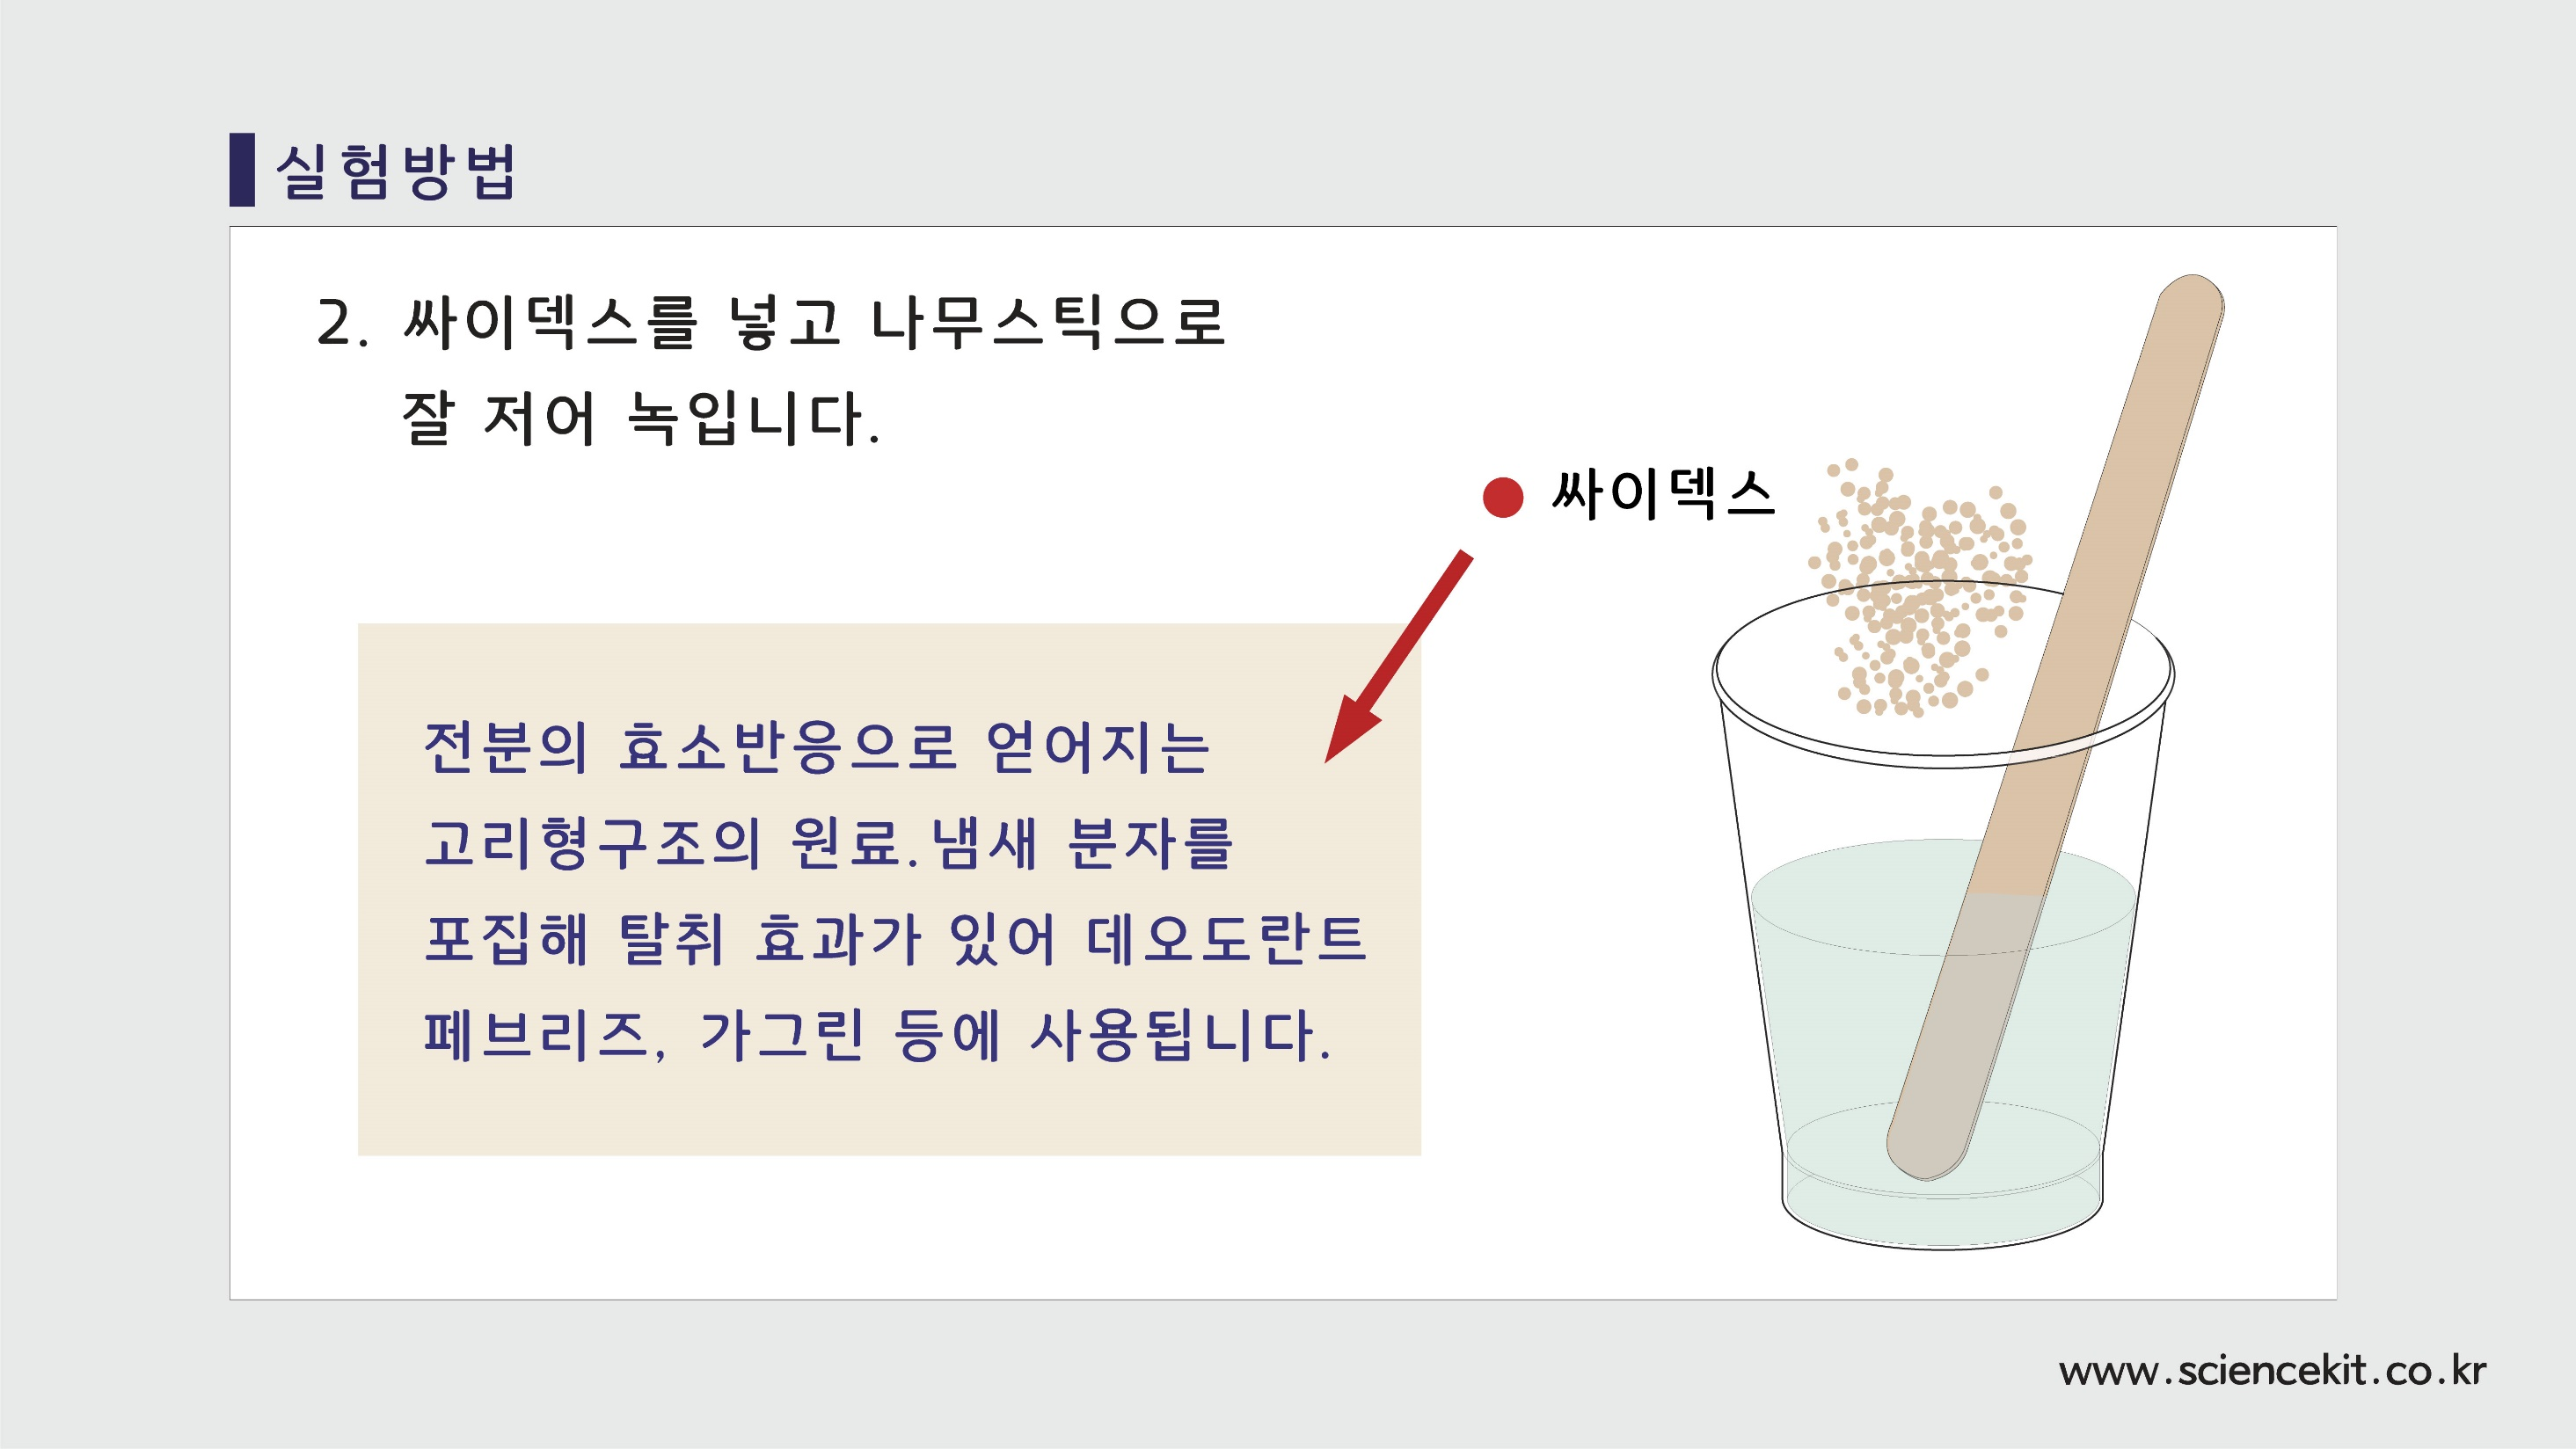 실험방법
2. 싸이덱스를 넣고 나무스틱으로
잘 저어 녹입니다.
싸이덱스
전분의 효소반응으로 얻어지는
고리형구조의 원료.냄새 분자를
포집해 탈취 효과가 있어 데오도란트
페브리즈, 가그린 등에 사용됩니다.
www.sciencekit.co.kr